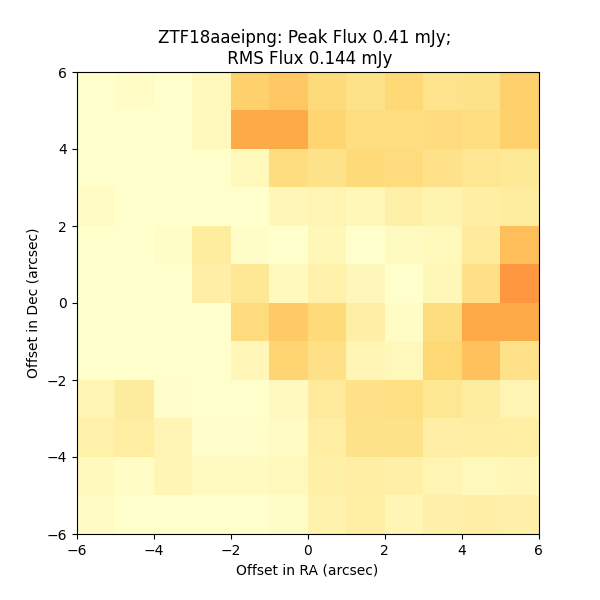 ZTF18aaeipng: Peak Flux 0.41 mJy;
RMS Flux 0.144 mJy
6
4
2
0
−2
−4
−6
Offset in Dec (arcsec)
−6 −4 −2 0 2 4 6
Offset in RA (arcsec)